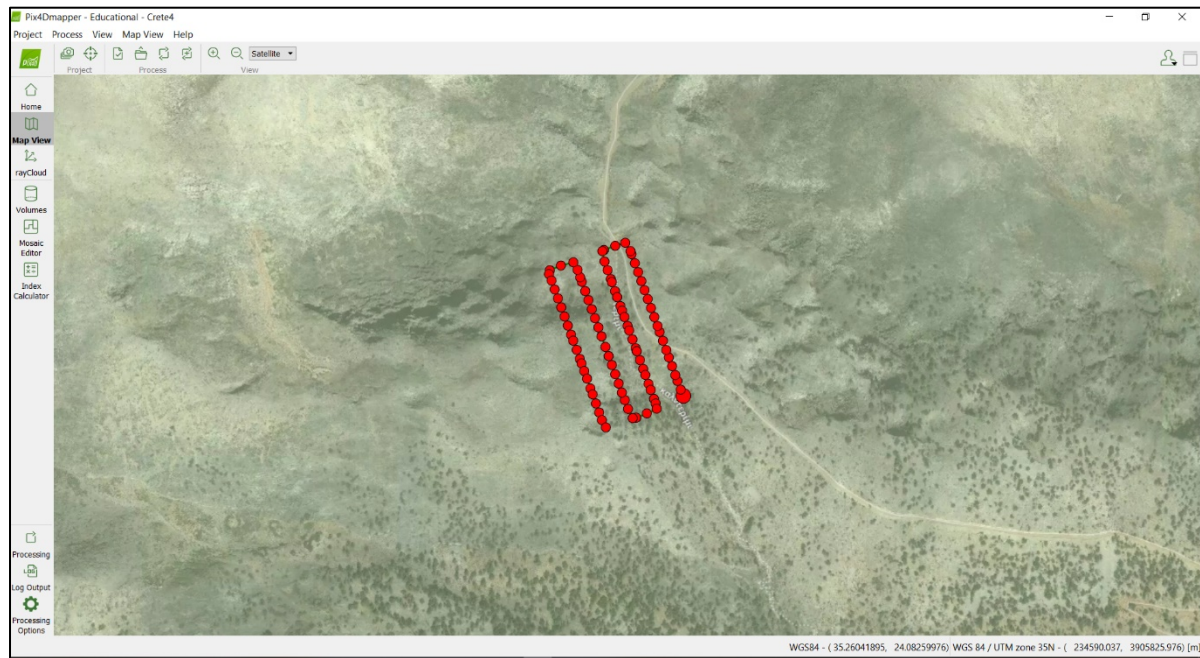 Pix4Dmapper - Educational - Crete4
Project Process View Map View Help
Satellite
Project Process View
Home
Map View
rayCloud
Volumes
Mosaic
Editor
Index
Calculator
Processing
Log Output
Processing
Options
WGS84 - ( 35.26041895, 24.08259976) WGS 84 / UTM zone 35N - ( 234590.037, 3905825.976) [m]